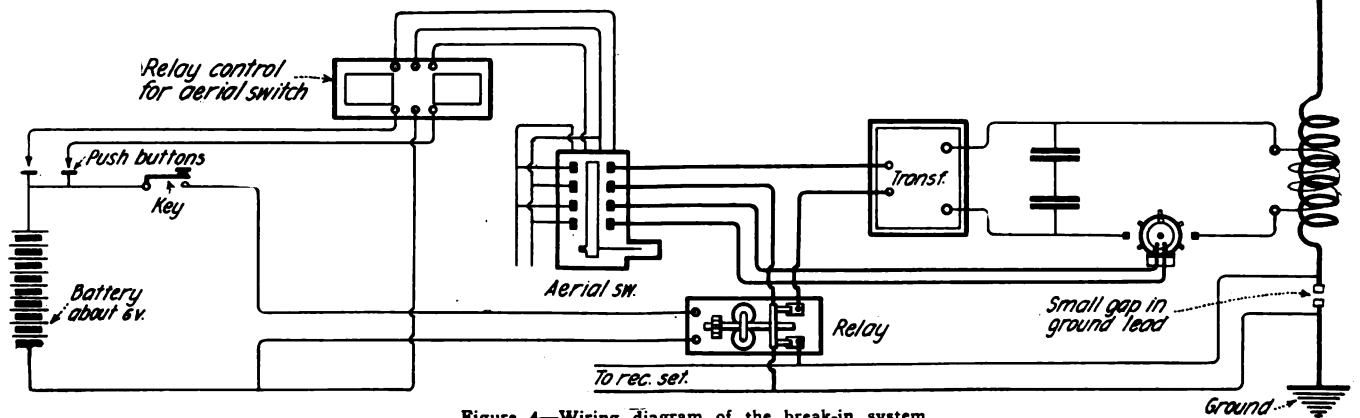 Relay control
for aerial switch
Push buttons
Key
Battery
about 6v.
Aerial sw.
Transf.
Relay
Small gap in
ground lead
To rec. set.
Ground
Figure 4—Wiring diagram of the break-in system